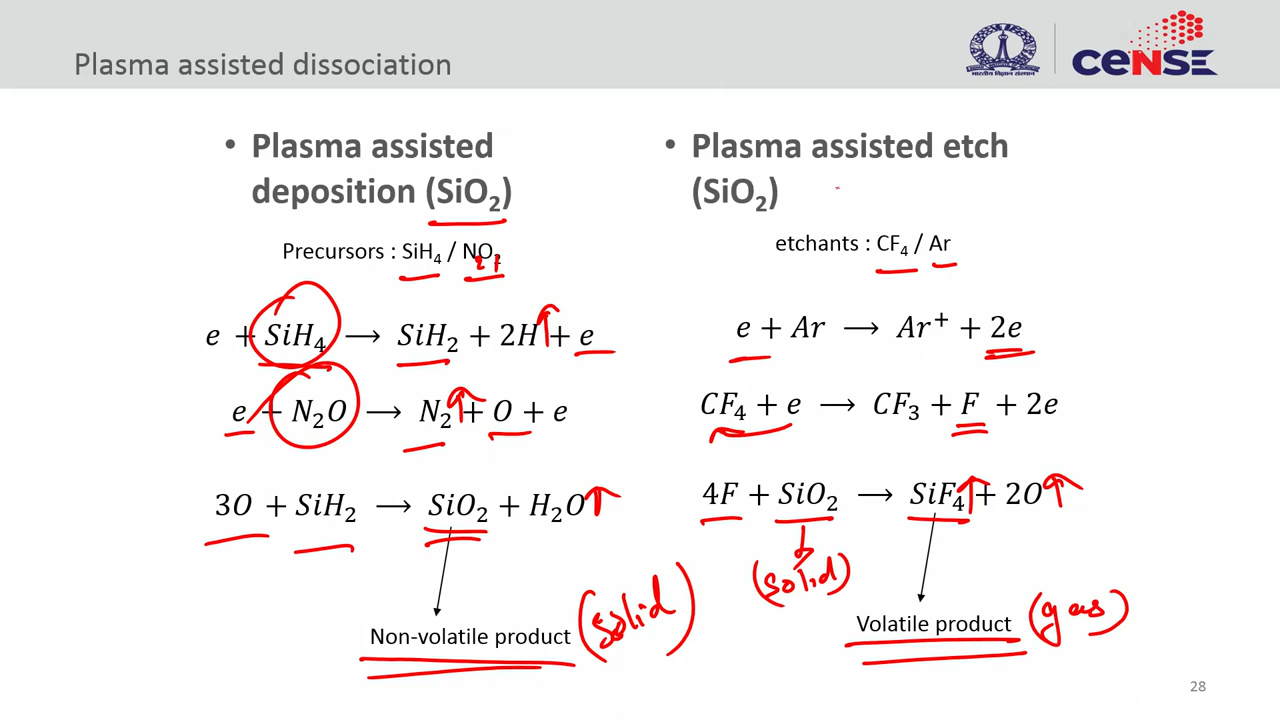 Plasma assisted dissociation
भारतीय विज्ञान संस्थान
CeNSE
• Plasma assisted
deposition (SiO₂)
Precursors : SiH₄ / NO₂
e + SiH₄ ⟶ SiH₂ + 2H↑ + e
e + N₂O ⟶ N₂↑ + O + e
3O + SiH₂ ⟶ SiO₂ + H₂O↑
Non-volatile product (solid)
• Plasma assisted etch
(SiO₂)
etchants : CF₄ / Ar
e + Ar ⟶ Ar⁺ + 2e
CF₄ + e ⟶ CF₃ + F + 2e
4F + SiO₂ ⟶ SiF₄↑ + 2O↑
(solid)
Volatile product (gas)
28